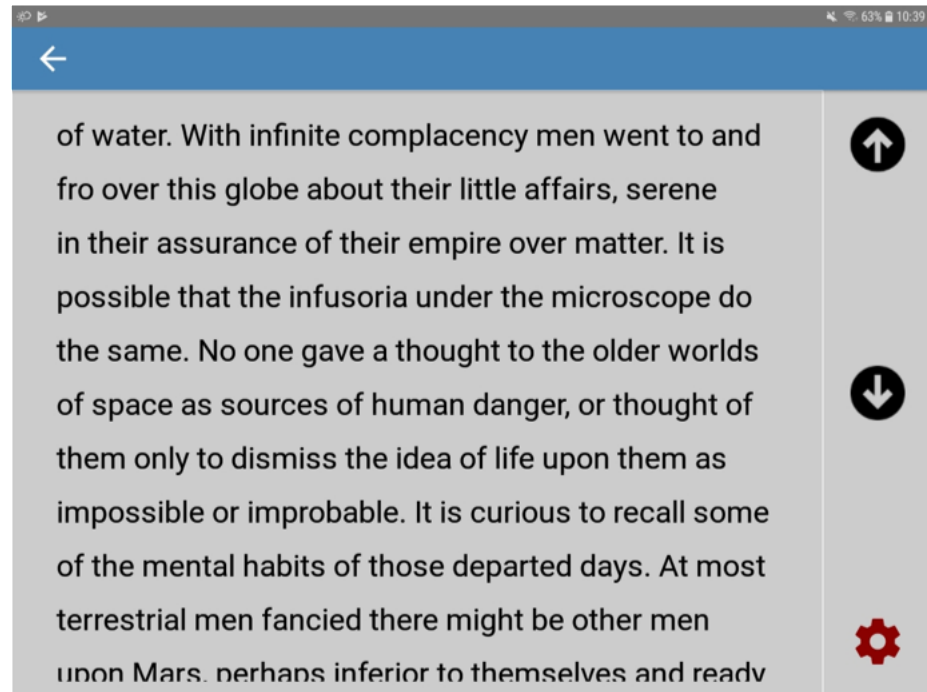 63% 10:39
of water. With infinite complacency men went to and
fro over this globe about their little affairs, serene
in their assurance of their empire over matter. It is
possible that the infusoria under the microscope do
the same. No one gave a thought to the older worlds
of space as sources of human danger, or thought of
them only to dismiss the idea of life upon them as
impossible or improbable. It is curious to recall some
of the mental habits of those departed days. At most
terrestrial men fancied there might be other men
upon Mars, perhaps inferior to themselves and ready